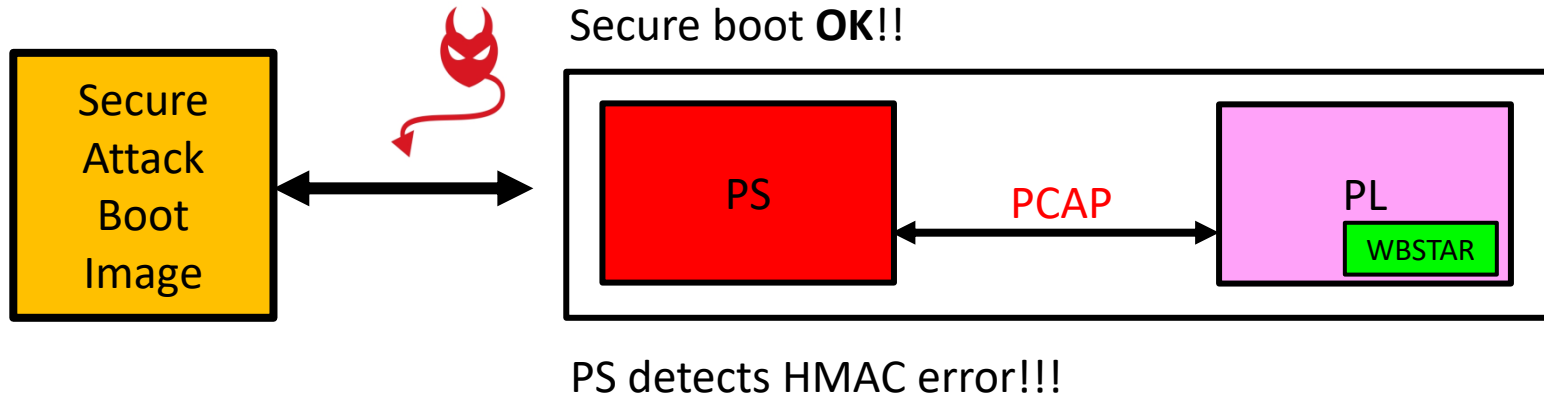 Secure boot OK!!
Secure
Attack
Boot
Image
PS
PCAP
PL
WBSTAR
PS detects HMAC error!!!